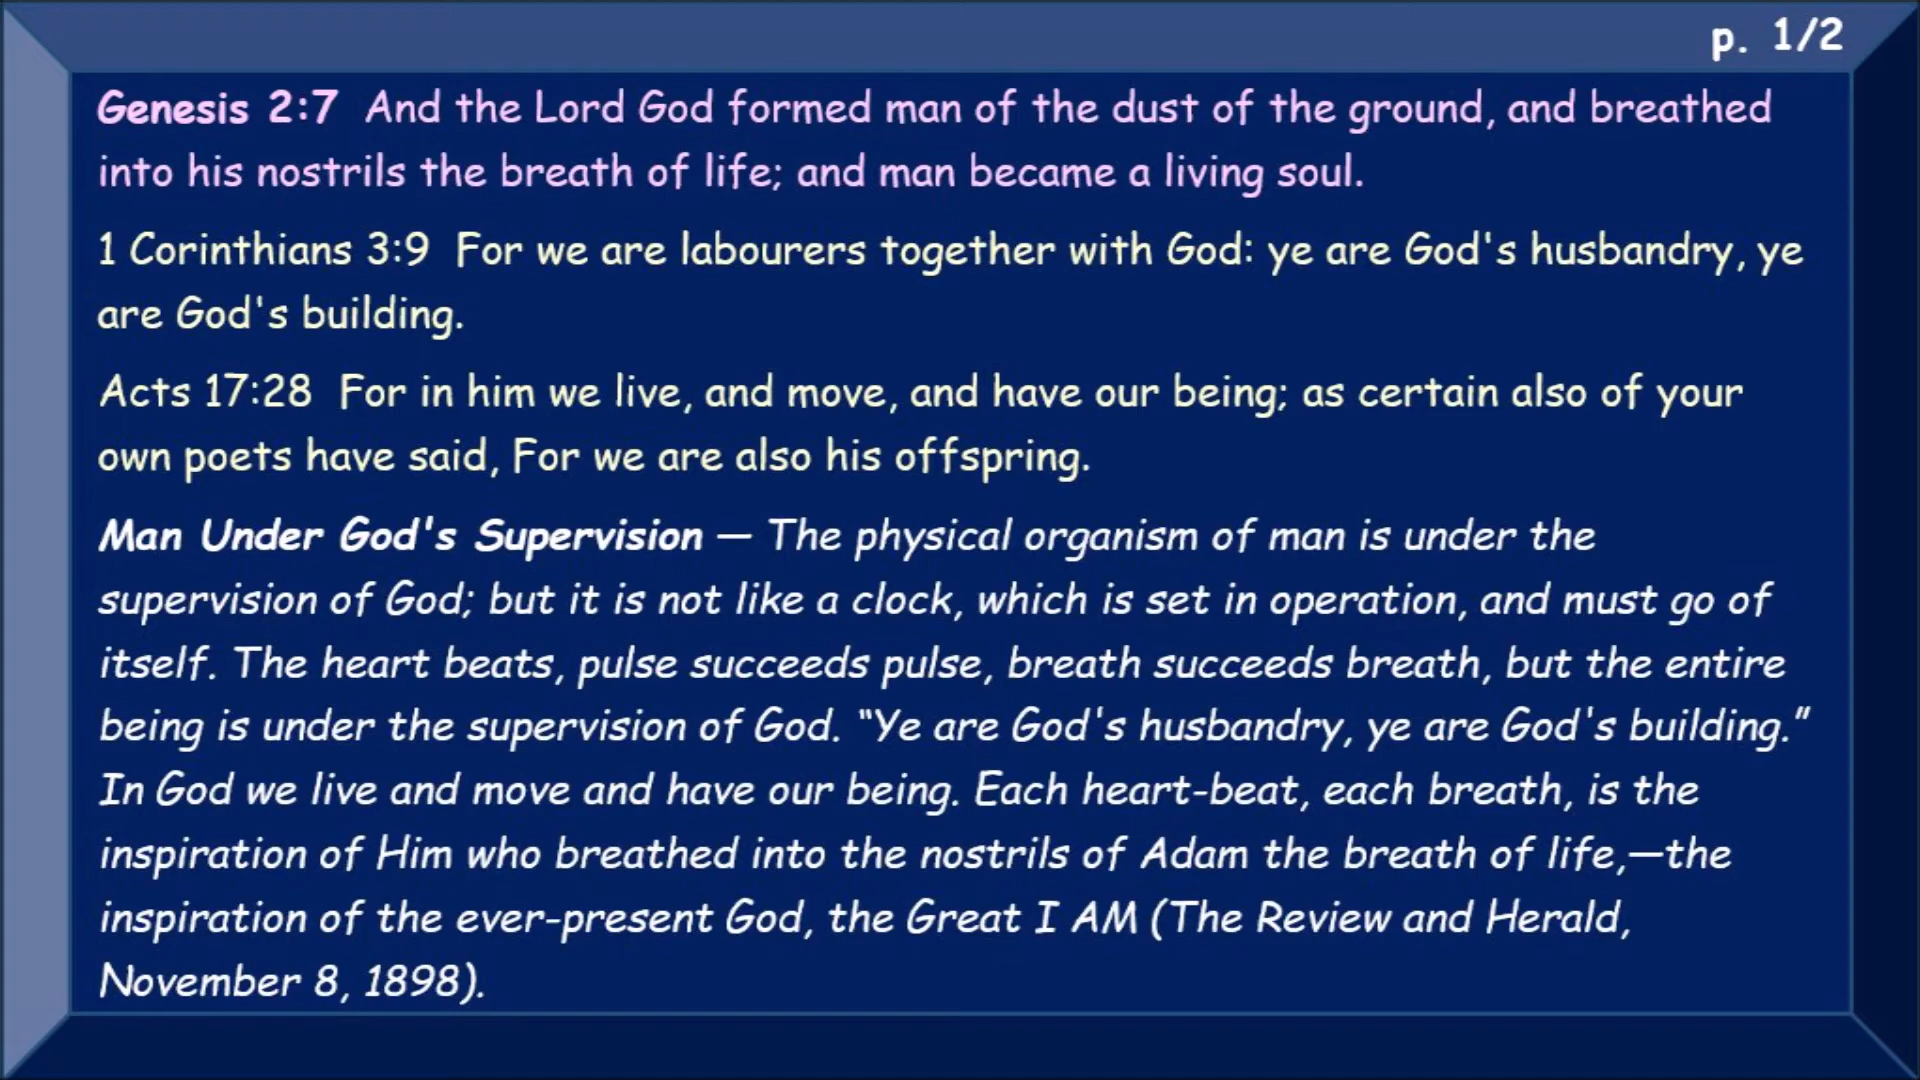 p. 1/2
Genesis 2:7  And the Lord God formed man of the dust of the ground, and breathed
into his nostrils the breath of life; and man became a living soul.
1 Corinthians 3:9  For we are labourers together with God: ye are God's husbandry, ye
are God's building.
Acts 17:28  For in him we live, and move, and have our being; as certain also of your
own poets have said, For we are also his offspring.
Man Under God's Supervision — The physical organism of man is under the
supervision of God; but it is not like a clock, which is set in operation, and must go of
itself. The heart beats, pulse succeeds pulse, breath succeeds breath, but the entire
being is under the supervision of God. “Ye are God's husbandry, ye are God's building.”
In God we live and move and have our being. Each heart-beat, each breath, is the
inspiration of Him who breathed into the nostrils of Adam the breath of life,—the
inspiration of the ever-present God, the Great I AM (The Review and Herald,
November 8, 1898).